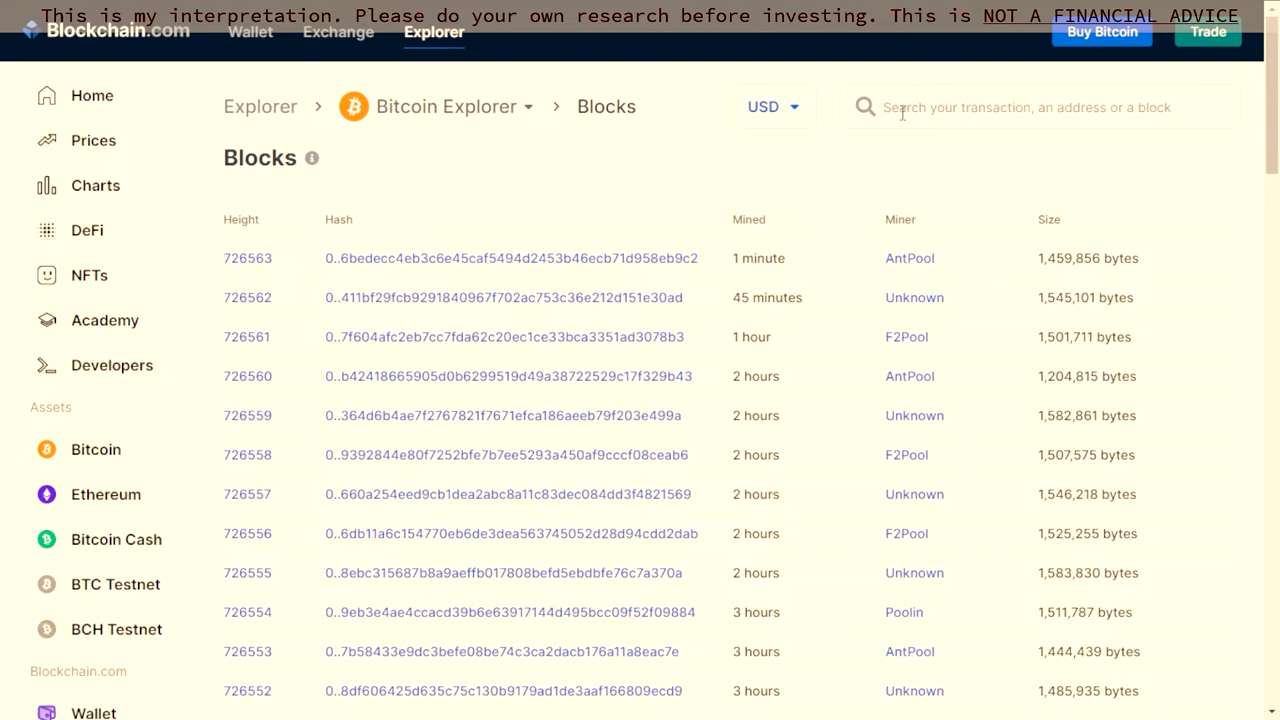 This is my interpretation. Please do your own research before investing. This is NOT A FINANCIAL ADVICE
Blockchain.com Wallet Exchange Explorer Buy Bitcoin Trade
Home
Prices
Charts
DeFi
NFTs
Academy
Developers
Assets
Bitcoin
Ethereum
Bitcoin Cash
BTC Testnet
BCH Testnet
Blockchain.com
Wallet
Explorer > Bitcoin Explorer > Blocks USD Search your transaction, an address or a block
Blocks
Height Hash Mined Miner Size
726563 0..6bedecc4eb3c6e45caf5494d2453b46ecb71d958eb9c2 1 minute AntPool 1,459,856 bytes
726562 0..411bf29fcb9291840967f702ac753c36e212d151e30ad 45 minutes Unknown 1,545,101 bytes
726561 0..7f604afc2eb7cc7fda62c20ec1ce33bca3351ad3078b3 1 hour F2Pool 1,501,711 bytes
726560 0..b42418665905d0b6299519d49a38722529c17f329b43 2 hours AntPool 1,204,815 bytes
726559 0..364d6b4ae7f2767821f7671efca186aeeb79f203e499a 2 hours Unknown 1,582,861 bytes
726558 0..9392844e80f7252bfe7b7ee5293a450af9cccf08ceab6 2 hours F2Pool 1,507,575 bytes
726557 0..660a254eed9cb1dea2abc8a11c83dec084dd3f4821569 2 hours Unknown 1,546,218 bytes
726556 0..6db11a6c154770eb6de3dea563745052d28d94cdd2dab 2 hours F2Pool 1,525,255 bytes
726555 0..8ebc315687b8a9aeffb017808befd5ebdbfe76c7a370a 2 hours Unknown 1,583,830 bytes
726554 0..9eb3e4ae4ccacd39b6e63917144d495bcc09f52f09884 3 hours Poolin 1,511,787 bytes
726553 0..7b58433e9dc3befe08be74c3ca2dacb176a11a8eac7e 3 hours AntPool 1,444,439 bytes
726552 0..8df606425d635c75c130b9179ad1de3aaf166809ecd9 3 hours Unknown 1,485,935 bytes